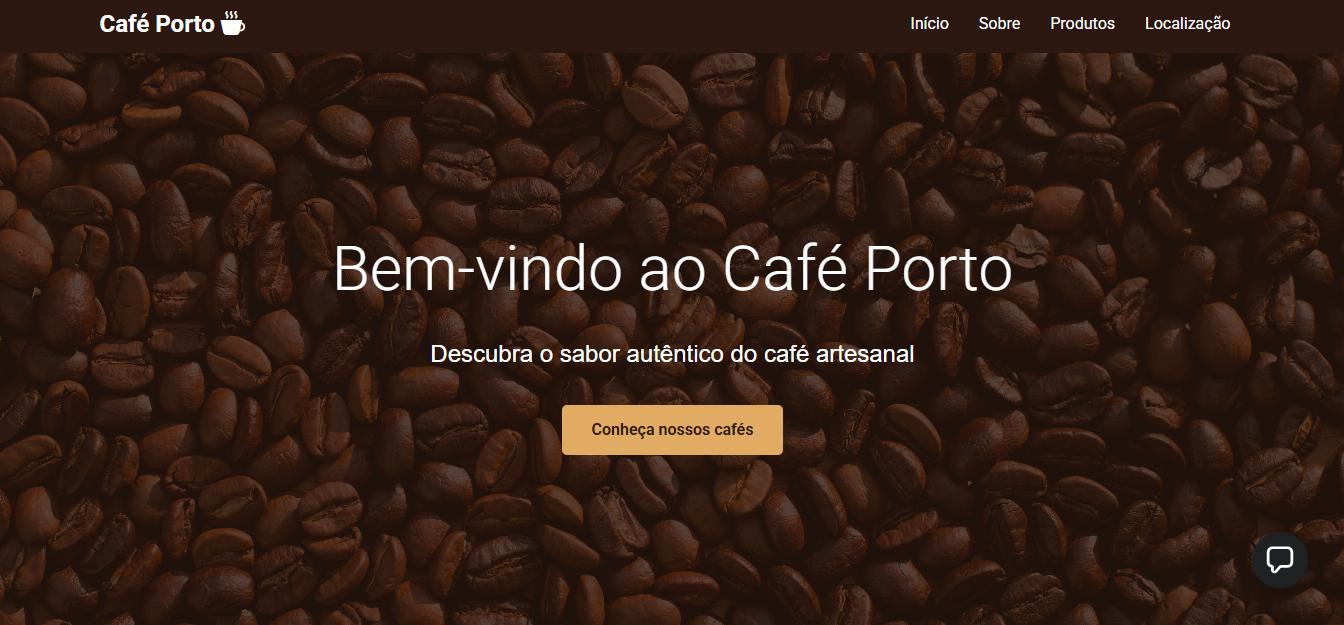 Café Porto
Início Sobre Produtos Localização
Bem-vindo ao Café Porto
Descubra o sabor autêntico do café artesanal
Conheça nossos cafés